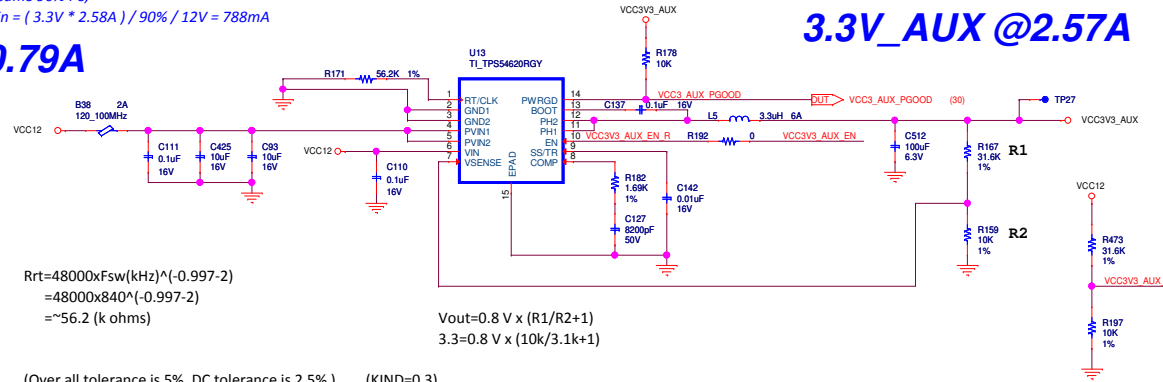 in = ( 3.3V * 2.58A ) / 90% / 12V = 788mA
0.79A
3.3V_AUX @2.57A
VCC3V3_AUX
R178
10K
U13
TI_TPS54620RGY
R171
56.2K 1%
1
2
3
4
5
6
7
RT/CLK
GND1
GND2
PVIN1
PVIN2
VIN
VSENSE
EPAD
15
PWRGD
BOOT
PH2
PH1
EN
SS/TR
COMP
14
13
12
11
10
9
8
VCC3_AUX_PGOOD
OUT
VCC3_AUX_PGOOD (30)
C137
0.1uF 16V
L5
3.3uH 6A
VCC3_AUX_EN_R
R192
0
VCC3_AUX_EN
TP27
VCC3V3_AUX
B38 2A
120_100MHz
VCC12
C111
0.1uF
16V
C425
10uF
16V
C93
10uF
16V
VCC12
C110
0.1uF
16V
R182
1.69K
1%
C127
8200pF
50V
C142
0.01uF
16V
C512
100uF
6.3V
R167
31.6K
1%
R1
R159
10K
1%
R2
VCC12
R473
31.6K
1%
VCC3V3_AUX
R197
10K
1%
Rrt=48000xFsw(kHz)^(-0.997-2)
=48000x840^(-0.997-2)
=~56.2 (k ohms)
Vout=0.8 V x (R1/R2+1)
3.3=0.8 V x (10k/3.1k+1)
(Over all tolerance is 5%, DC tolerance is 2.5% ) (KIND=0.3)